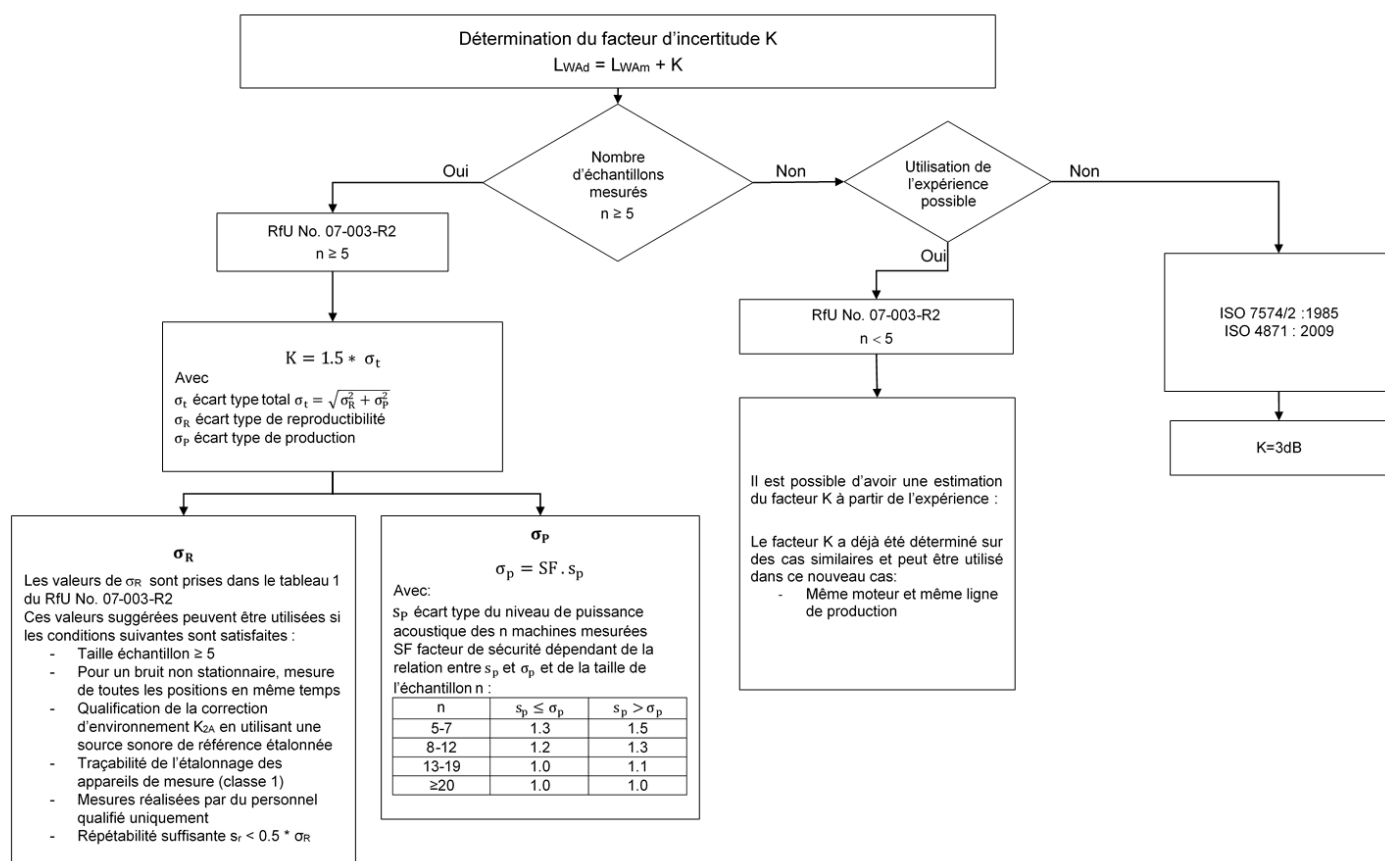 Détermination du facteur d'incertitude K
LWAd = LWAm + K
Nombre
d'échantillons
mesurés
n ≥ 5
Oui
Non
Utilisation de
l'expérience
possible
Non
Oui
RfU No. 07-003-R2
n ≥ 5
RfU No. 07-003-R2
n < 5
ISO 7574/2 :1985
ISO 4871 : 2009
K=3dB
K = 1.5 * σt
Avec
σt écart type total σt = √(σR² + σP²)
σR écart type de reproductibilité
σP écart type de production
Il est possible d'avoir une estimation
du facteur K à partir de l'expérience :
Le facteur K a déjà été déterminé sur
des cas similaires et peut être utilisé
dans ce nouveau cas:
- Même moteur et même ligne
de production
σR
Les valeurs de σR sont prises dans le tableau 1
du RfU No. 07-003-R2
Ces valeurs suggérées peuvent être utilisées si
les conditions suivantes sont satisfaites :
- Taille échantillon ≥ 5
- Pour un bruit non stationnaire, mesure
de toutes les positions en même temps
- Qualification de la correction
d'environnement K2A en utilisant une
source sonore de référence étalonnée
- Traçabilité de l'étalonnage des
appareils de mesure (classe 1)
- Mesures réalisées par du personnel
qualifié uniquement
- Répétabilité suffisante sr < 0.5 * σR
σP
σp = SF . sp
Avec:
sP écart type du niveau de puissance
acoustique des n machines mesurées
SF facteur de sécurité dépendant de la
relation entre sp et σp et de la taille de
l'échantillon n :
n sp ≤ σp sp > σp
5-7 1.3 1.5
8-12 1.2 1.3
13-19 1.0 1.1
≥20 1.0 1.0